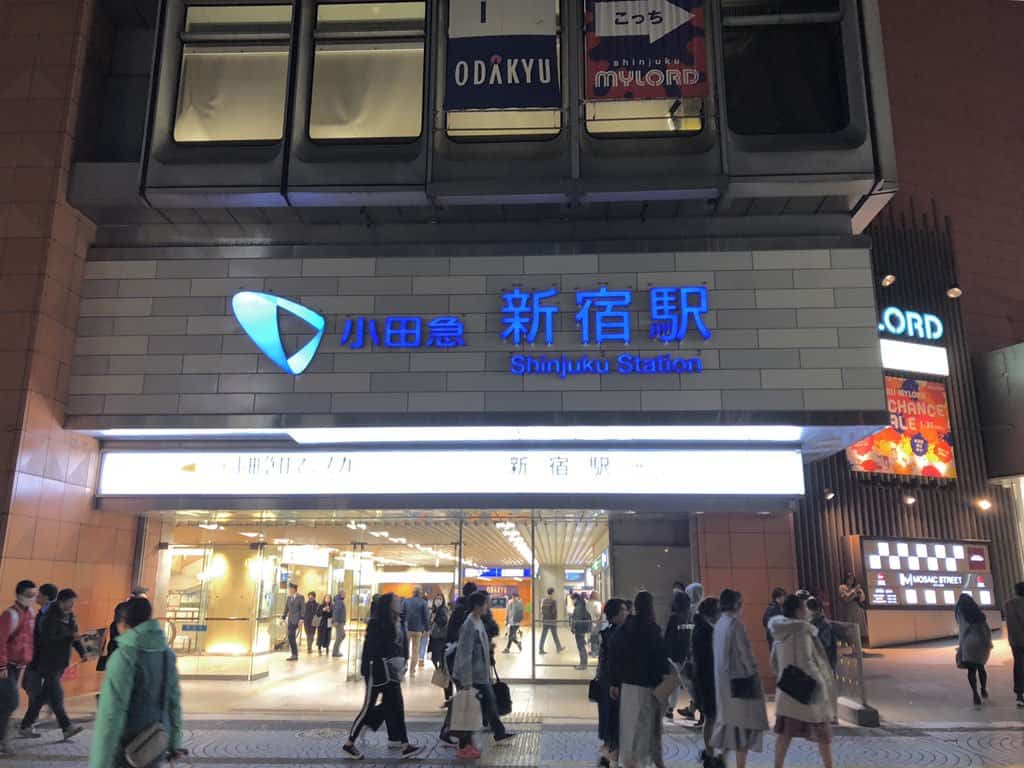 ODAKYU
こっち
shinjuku
MYLORD
小田急 新宿駅
Shinjuku Station
新宿駅
LORD
CHANCE
MOSAIC STREET